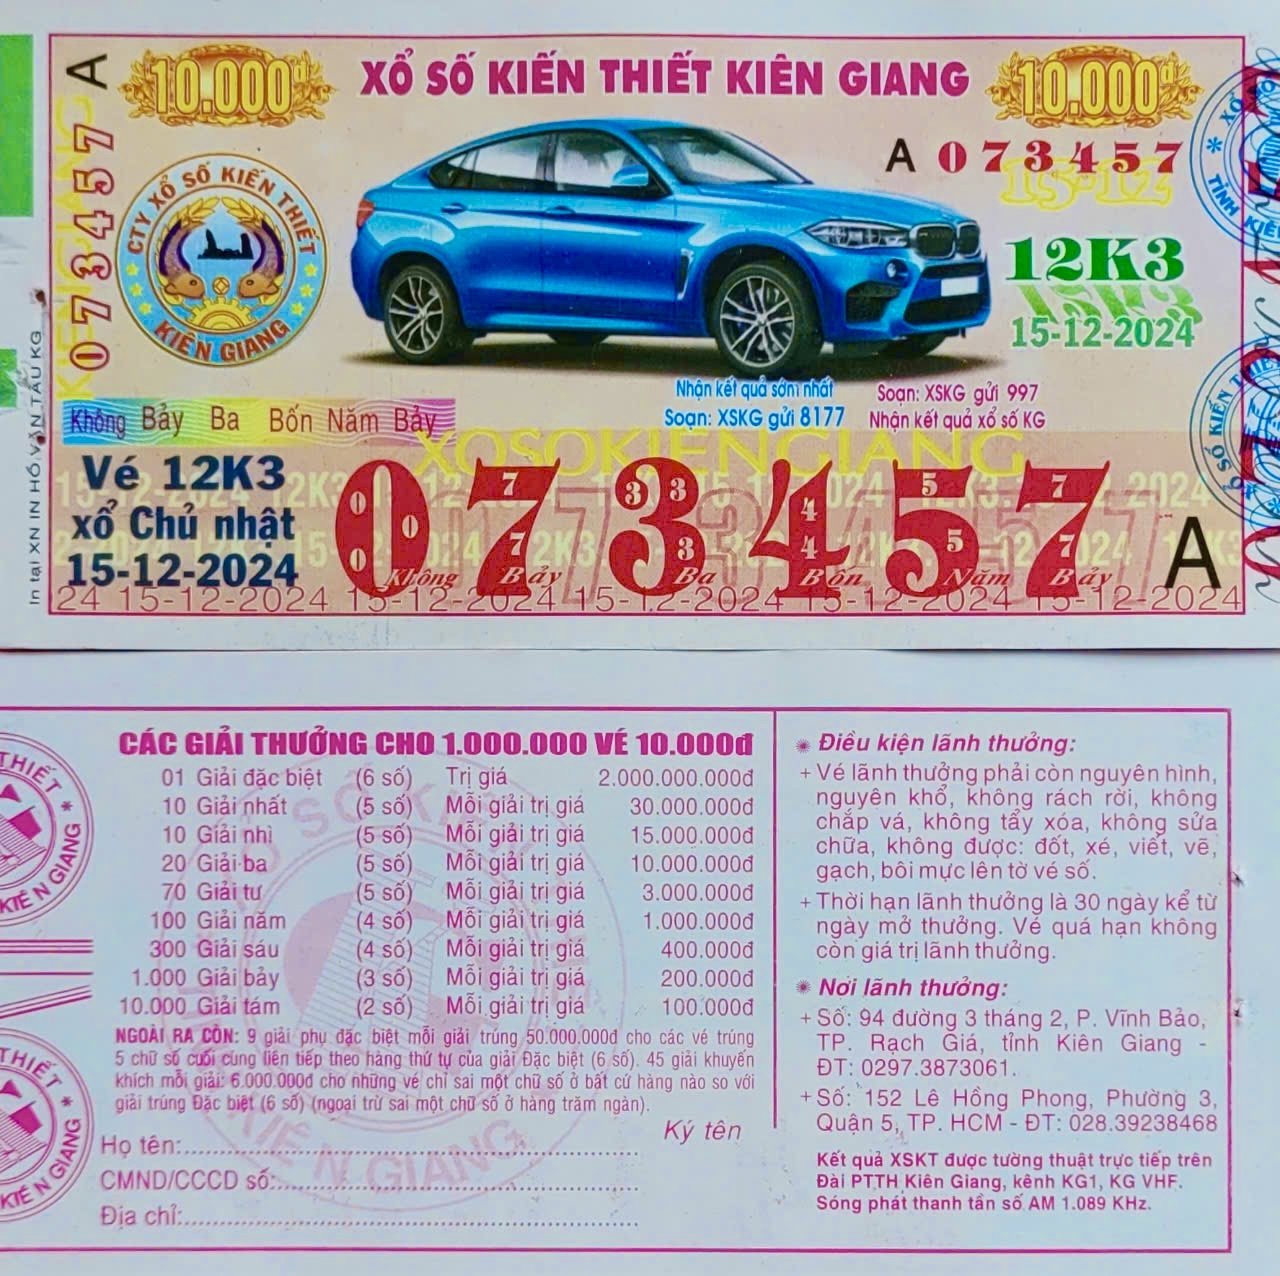 A
10.000đ
XỔ SỐ KIẾN THIẾT KIÊN GIANG
10.000đ
073457
A 073457
15-12
CTY XỔ SỐ KIẾN THIẾT
KIÊN GIANG
12K3
15-12-2024
Nhận kết quả sớm nhất
Soạn: XSKG gửi 8177
Soạn: XSKG gửi 997
Nhận kết quả xổ số KG
Không Bảy Ba Bốn Năm Bảy
XOSOKIENGIANG
Vé 12K3
xổ Chủ nhật
15-12-2024
073457
Không Bảy Ba Bốn Năm Bảy
A
24 15-12-2024 15-12-2024 15-12-2024 15-12-2024 15-12-2024
In tại XN IN HỒ VĂN TẨU KG
CÁC GIẢI THƯỞNG CHO 1.000.000 VÉ 10.000đ
01 Giải đặc biệt (6 số) Trị giá 2.000.000.000đ
10 Giải nhất (5 số) Mỗi giải trị giá 30.000.000đ
10 Giải nhì (5 số) Mỗi giải trị giá 15.000.000đ
20 Giải ba (5 số) Mỗi giải trị giá 10.000.000đ
70 Giải tư (5 số) Mỗi giải trị giá 3.000.000đ
100 Giải năm (4 số) Mỗi giải trị giá 1.000.000đ
300 Giải sáu (4 số) Mỗi giải trị giá 400.000đ
1.000 Giải bảy (3 số) Mỗi giải trị giá 200.000đ
10.000 Giải tám (2 số) Mỗi giải trị giá 100.000đ
NGOÀI RA CÒN: 9 giải phụ đặc biệt mỗi giải trúng 50.000.000đ cho các vé trúng
5 chữ số cuối cùng liên tiếp theo hàng thứ tự của giải Đặc biệt (6 số). 45 giải khuyến
khích mỗi giải: 6.000.000đ cho những vé chỉ sai một chữ số ở bất cứ hàng nào so với
giải trúng Đặc biệt (6 số) (ngoại trừ sai một chữ số ở hàng trăm ngàn).
Ký tên
Họ tên:
CMND/CCCD số:
Địa chỉ:
Điều kiện lãnh thưởng:
+ Vé lãnh thưởng phải còn nguyên hình,
nguyên khổ, không rách rời, không
chắp vá, không tẩy xóa, không sửa
chữa, không được: đốt, xé, viết, vẽ,
gạch, bôi mực lên tờ vé số.
+ Thời hạn lãnh thưởng là 30 ngày kể từ
ngày mở thưởng. Vé quá hạn không
còn giá trị lãnh thưởng.
Nơi lãnh thưởng:
+ Số: 94 đường 3 tháng 2, P. Vĩnh Bảo,
TP. Rạch Giá, tỉnh Kiên Giang -
ĐT: 0297.3873061.
+ Số: 152 Lê Hồng Phong, Phường 3,
Quận 5, TP. HCM - ĐT: 028.39238468
Kết quả XSKT được tường thuật trực tiếp trên
Đài PTTH Kiên Giang, kênh KG1, KG VHF.
Sóng phát thanh tần số AM 1.089 KHz.